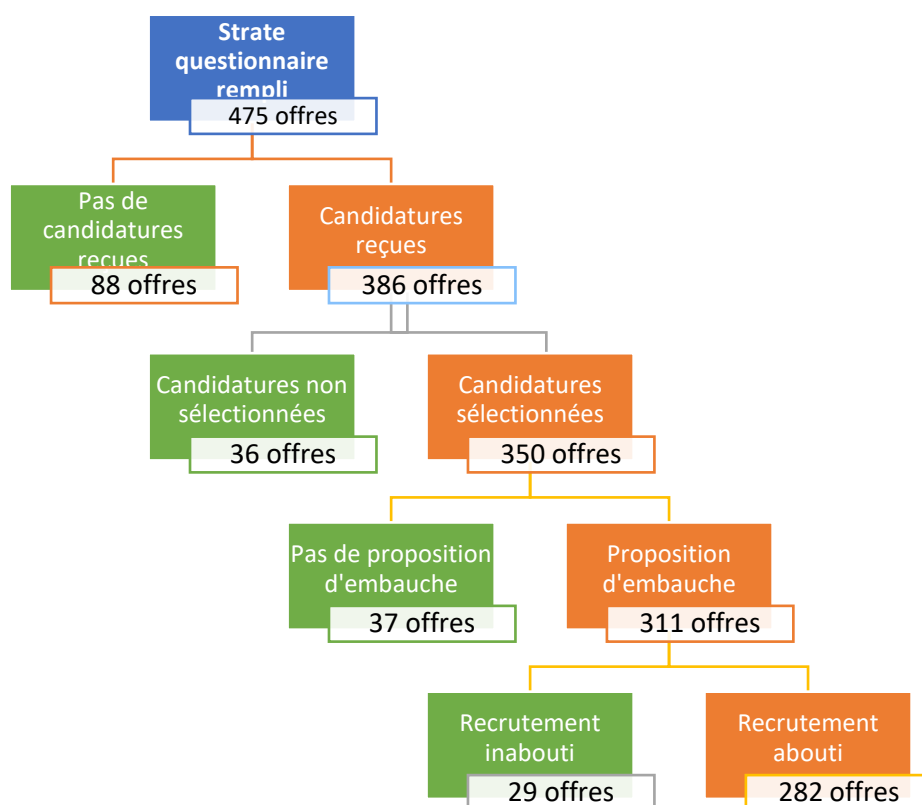 Strate
questionnaire
rempli
475 offres
Pas de
candidatures
reçues
88 offres
Candidatures
reçues
386 offres
Candidatures non
sélectionnées
36 offres
Candidatures
sélectionnées
350 offres
Pas de proposition
d'embauche
37 offres
Proposition
d'embauche
311 offres
Recrutement
inabouti
29 offres
Recrutement
abouti
282 offres